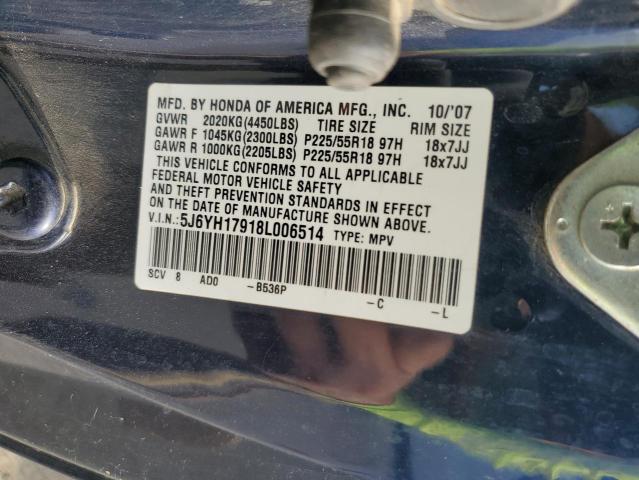 MFD. BY HONDA OF AMERICA MFG., INC. 10/'07
GVWR 2020KG(4450LBS) TIRE SIZE RIM SIZE
GAWR F 1045KG(2300LBS) P225/55R18 97H 18x7JJ
GAWR R 1000KG(2205LBS) P225/55R18 97H 18x7JJ
THIS VEHICLE CONFORMS TO ALL APPLICABLE
FEDERAL MOTOR VEHICLE SAFETY
AND THEFT PREVENTION STANDARDS IN EFFECT
ON THE DATE OF MANUFACTURE SHOWN ABOVE.
V.I.N.:5J6YH17918L006514 TYPE: MPV
SCV 8 AD0 -B536P -C -L